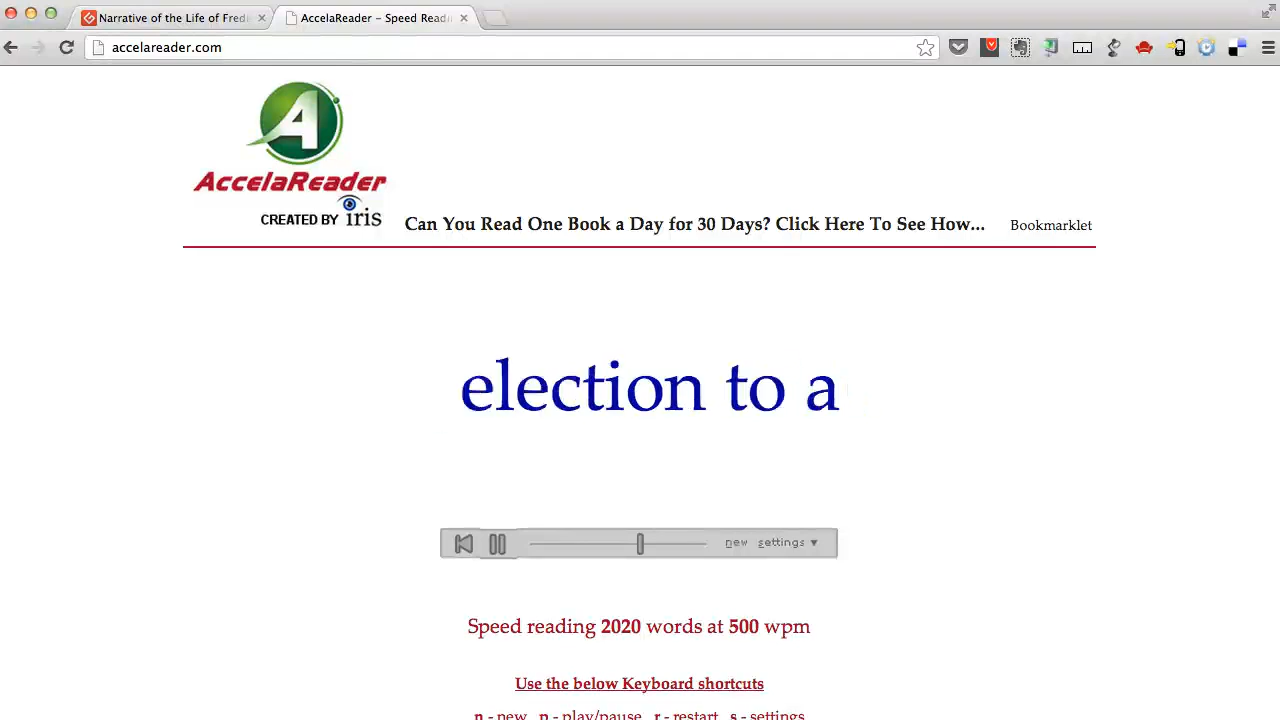 Narrative of the Life of Fred
AccelaReader – Speed Readi
accelareader.com
A
AccelaReader
CREATED BY iris
Can You Read One Book a Day for 30 Days? Click Here To See How...
Bookmarklet
election to a
new settings ▼
Speed reading 2020 words at 500 wpm
Use the below Keyboard shortcuts
n - new p - play/pause r - restart s - settings